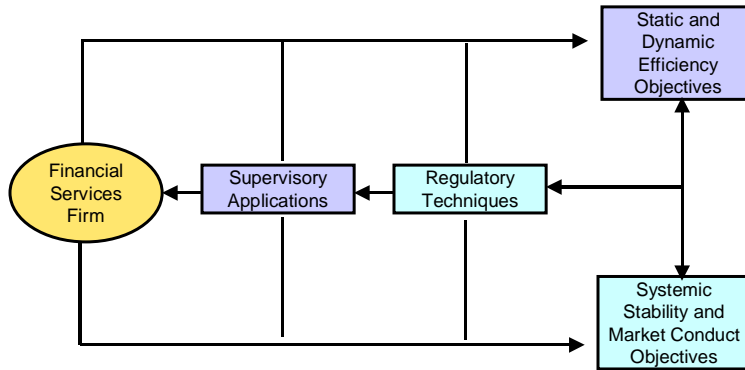 Static and
Dynamic
Efficiency
Objectives
Financial
Services
Firm
Supervisory
Applications
Regulatory
Techniques
Systemic
Stability and
Market Conduct
Objectives